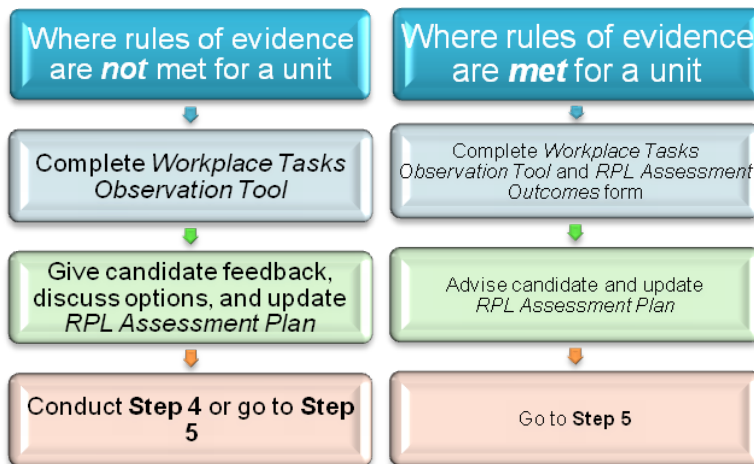 Where rules of evidence
are not met for a unit
Complete Workplace Tasks
Observation Tool
Give candidate feedback,
discuss options, and update
RPL Assessment Plan
Conduct Step 4 or go to Step
5
Where rules of evidence
are met for a unit
Complete Workplace Tasks
Observation Tool and RPL Assessment
Outcomes form
Advise candidate and update
RPL Assessment Plan
Go to Step 5